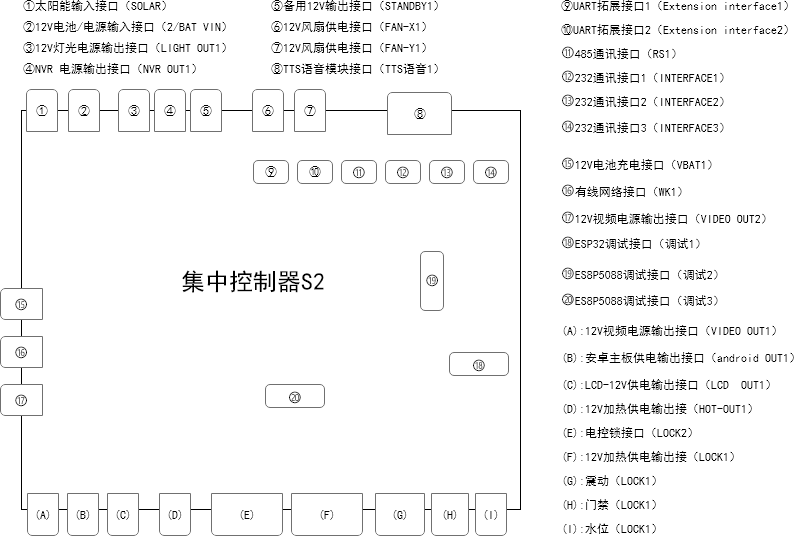 ①太阳能输入接口（SOLAR）
②12V电池/电源输入接口（2/BAT VIN）
③12V灯光电源输出接口（LIGHT OUT1）
④NVR 电源输出接口（NVR OUT1）
⑤备用12V输出接口（STANDBY1）
⑥12V风扇供电接口（FAN-X1）
⑦12V风扇供电接口（FAN-Y1）
⑧TTS语音模块接口（TTS语音1）
⑨UART拓展接口1（Extension interface1）
⑩UART拓展接口2（Extension interface2）
⑪485通讯接口（RS1）
⑫232通讯接口1（INTERFACE1）
⑬232通讯接口2（INTERFACE2）
⑭232通讯接口3（INTERFACE3）
⑮12V电池充电接口（VBAT1）
⑯有线网络接口（WK1）
⑰12V视频电源输出接口（VIDEO OUT2）
⑱ESP32调试接口（调试1）
⑲ES8P5088调试接口（调试2）
⑳ES8P5088调试接口（调试3）
(A):12V视频电源输出接口（VIDEO OUT1）
(B):安卓主板供电输出接口（android OUT1）
(C):LCD-12V供电输出接口（LCD  OUT1）
(D):12V加热供电输出接（HOT-OUT1）
(E):电控锁接口（LOCK2）
(F):12V加热供电输出接（LOCK1）
(G):震动（LOCK1）
(H):门禁（LOCK1）
(I):水位（LOCK1）
① ② ③ ④ ⑤ ⑥ ⑦ ⑧
⑨ ⑩ ⑪ ⑫ ⑬ ⑭
集中控制器S2
⑲
⑮
⑯
⑱
⑰
⑳
(A) (B) (C) (D) (E) (F) (G) (H) (I)